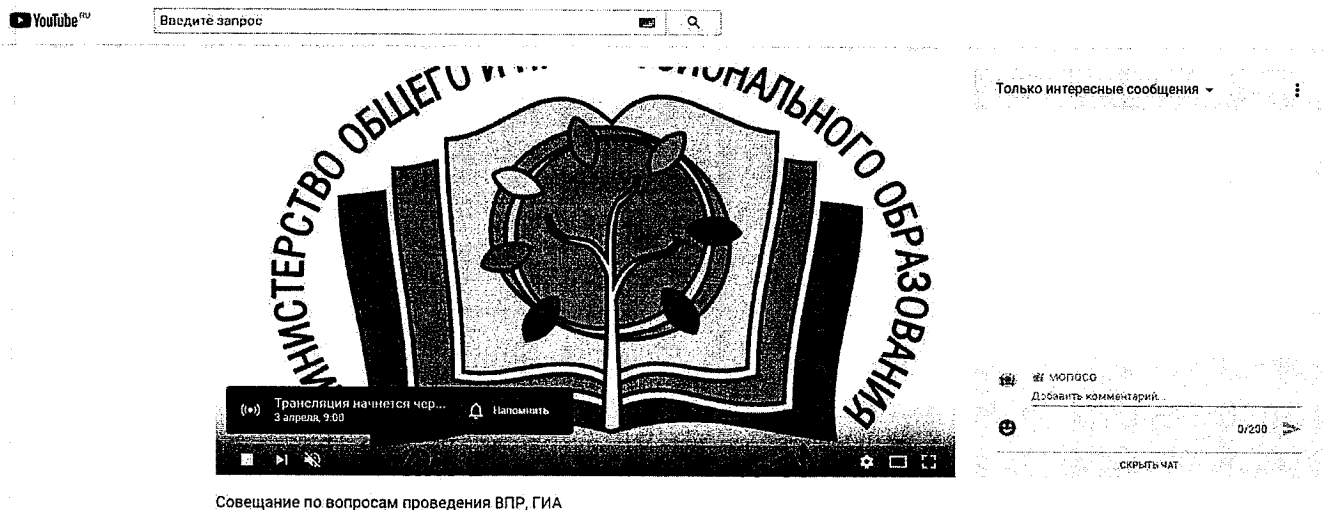 YouTube RU
Введите запрос
МИНИСТЕРСТВО ОБЩЕГО И ОБРАЗОВАНИЯ
Только интересные сообщения
Трансляция начнется чер...
3 апреля, 9:00
Напомнить
Добавить комментарий...
0/200
СКРЫТЬ ЧАТ
Совещание по вопросам проведения ВПР, ГИА